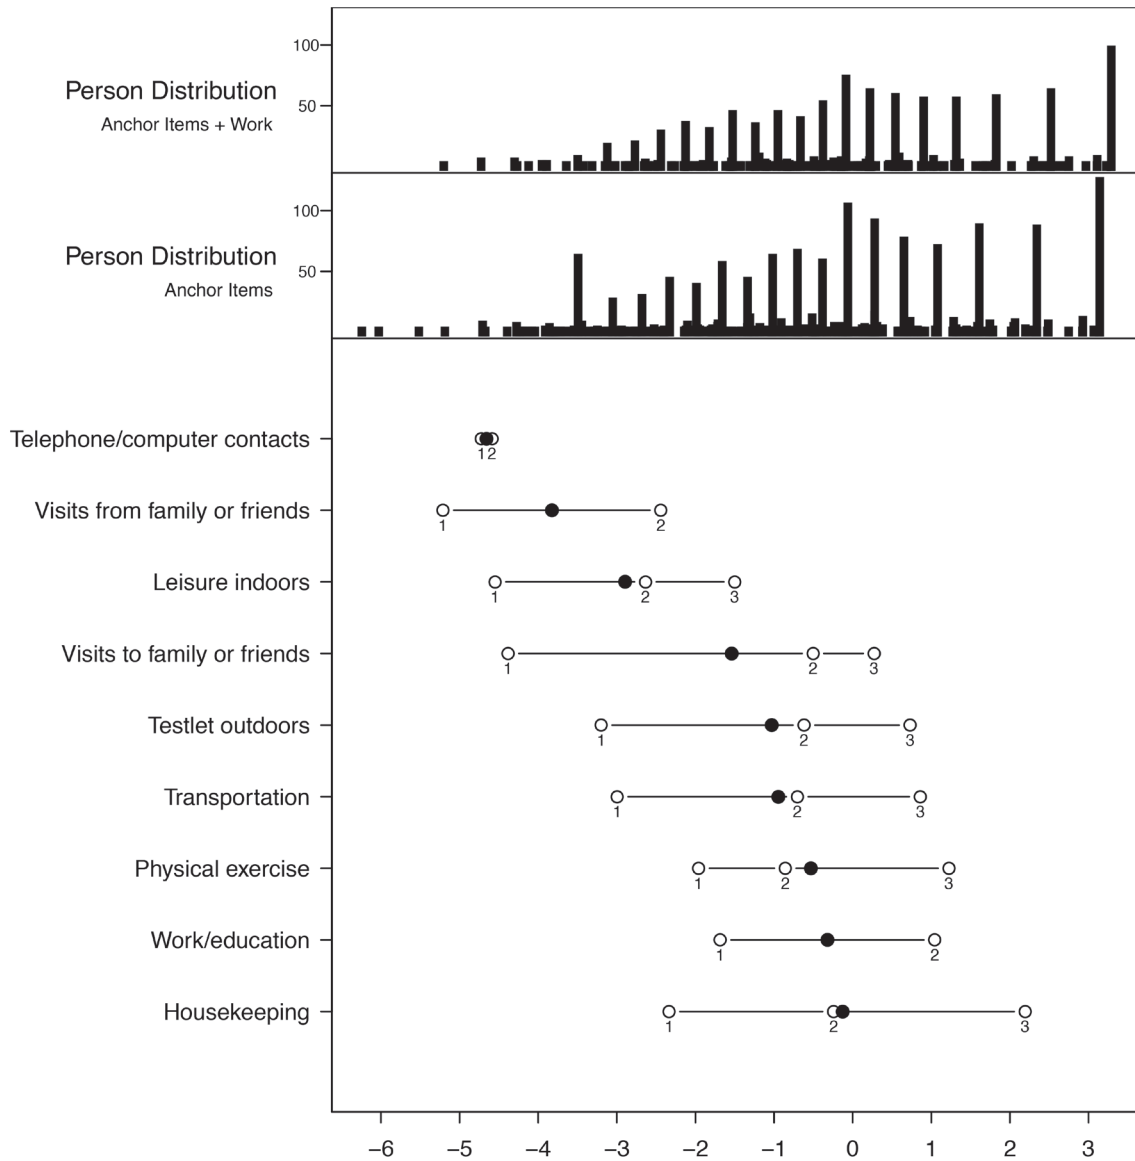 100
Person Distribution
Anchor Items + Work
50
100
Person Distribution
Anchor Items
50
Telephone/computer contacts
1 2
Visits from family or friends
1 2
Leisure indoors
1 2 3
Visits to family or friends
1 2 3
Testlet outdoors
1 2 3
Transportation
1 2 3
Physical exercise
1 2 3
Work/education
1 2
Housekeeping
1 2 3
−6 −5 −4 −3 −2 −1 0 1 2 3